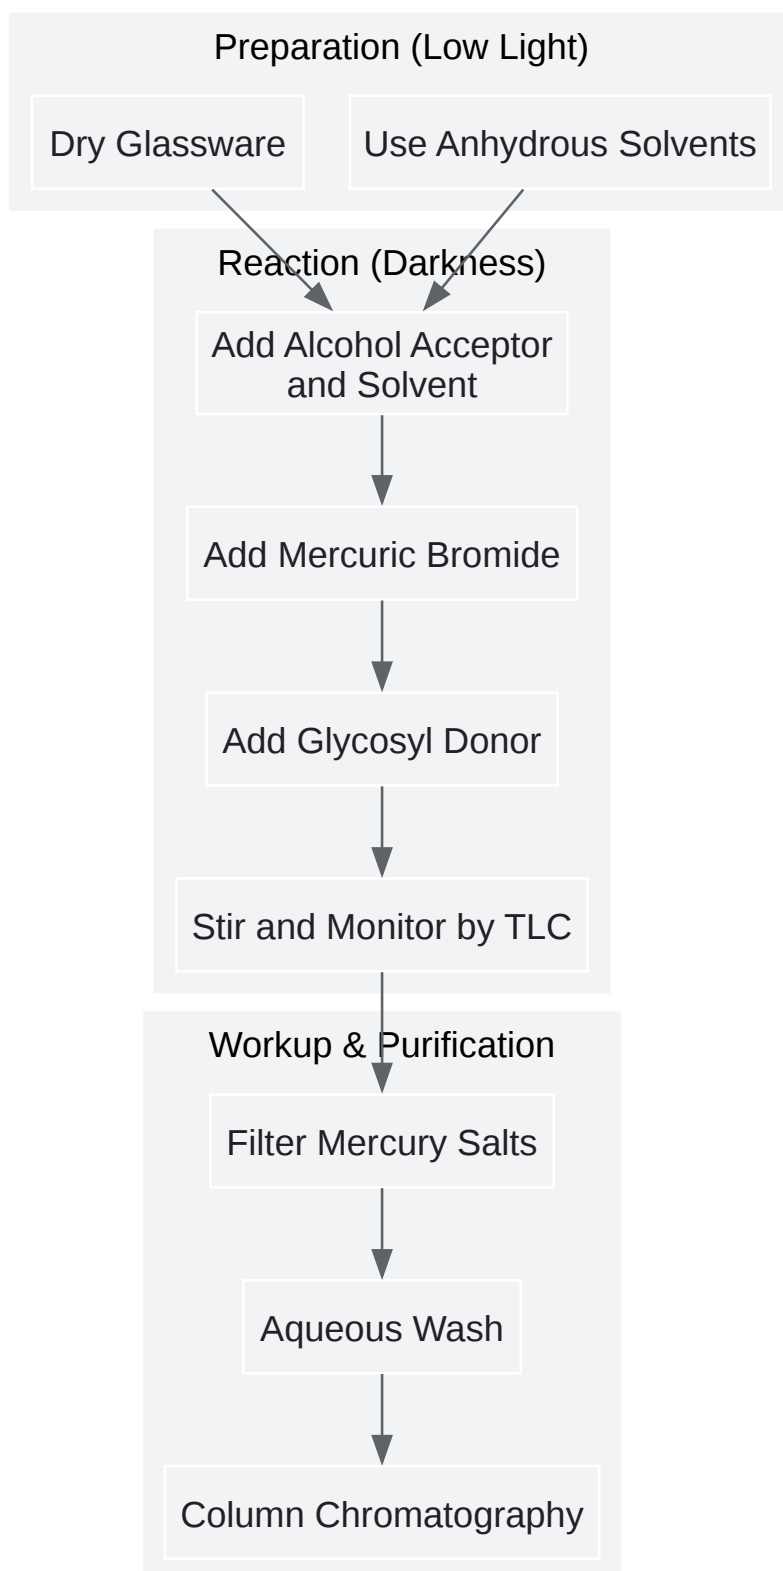 Preparation (Low Light)
Dry Glassware
Use Anhydrous Solvents
Reaction (Darkness)
Add Alcohol Acceptor
and Solvent
Add Mercuric Bromide
Add Glycosyl Donor
Stir and Monitor by TLC
Workup & Purification
Filter Mercury Salts
Aqueous Wash
Column Chromatography